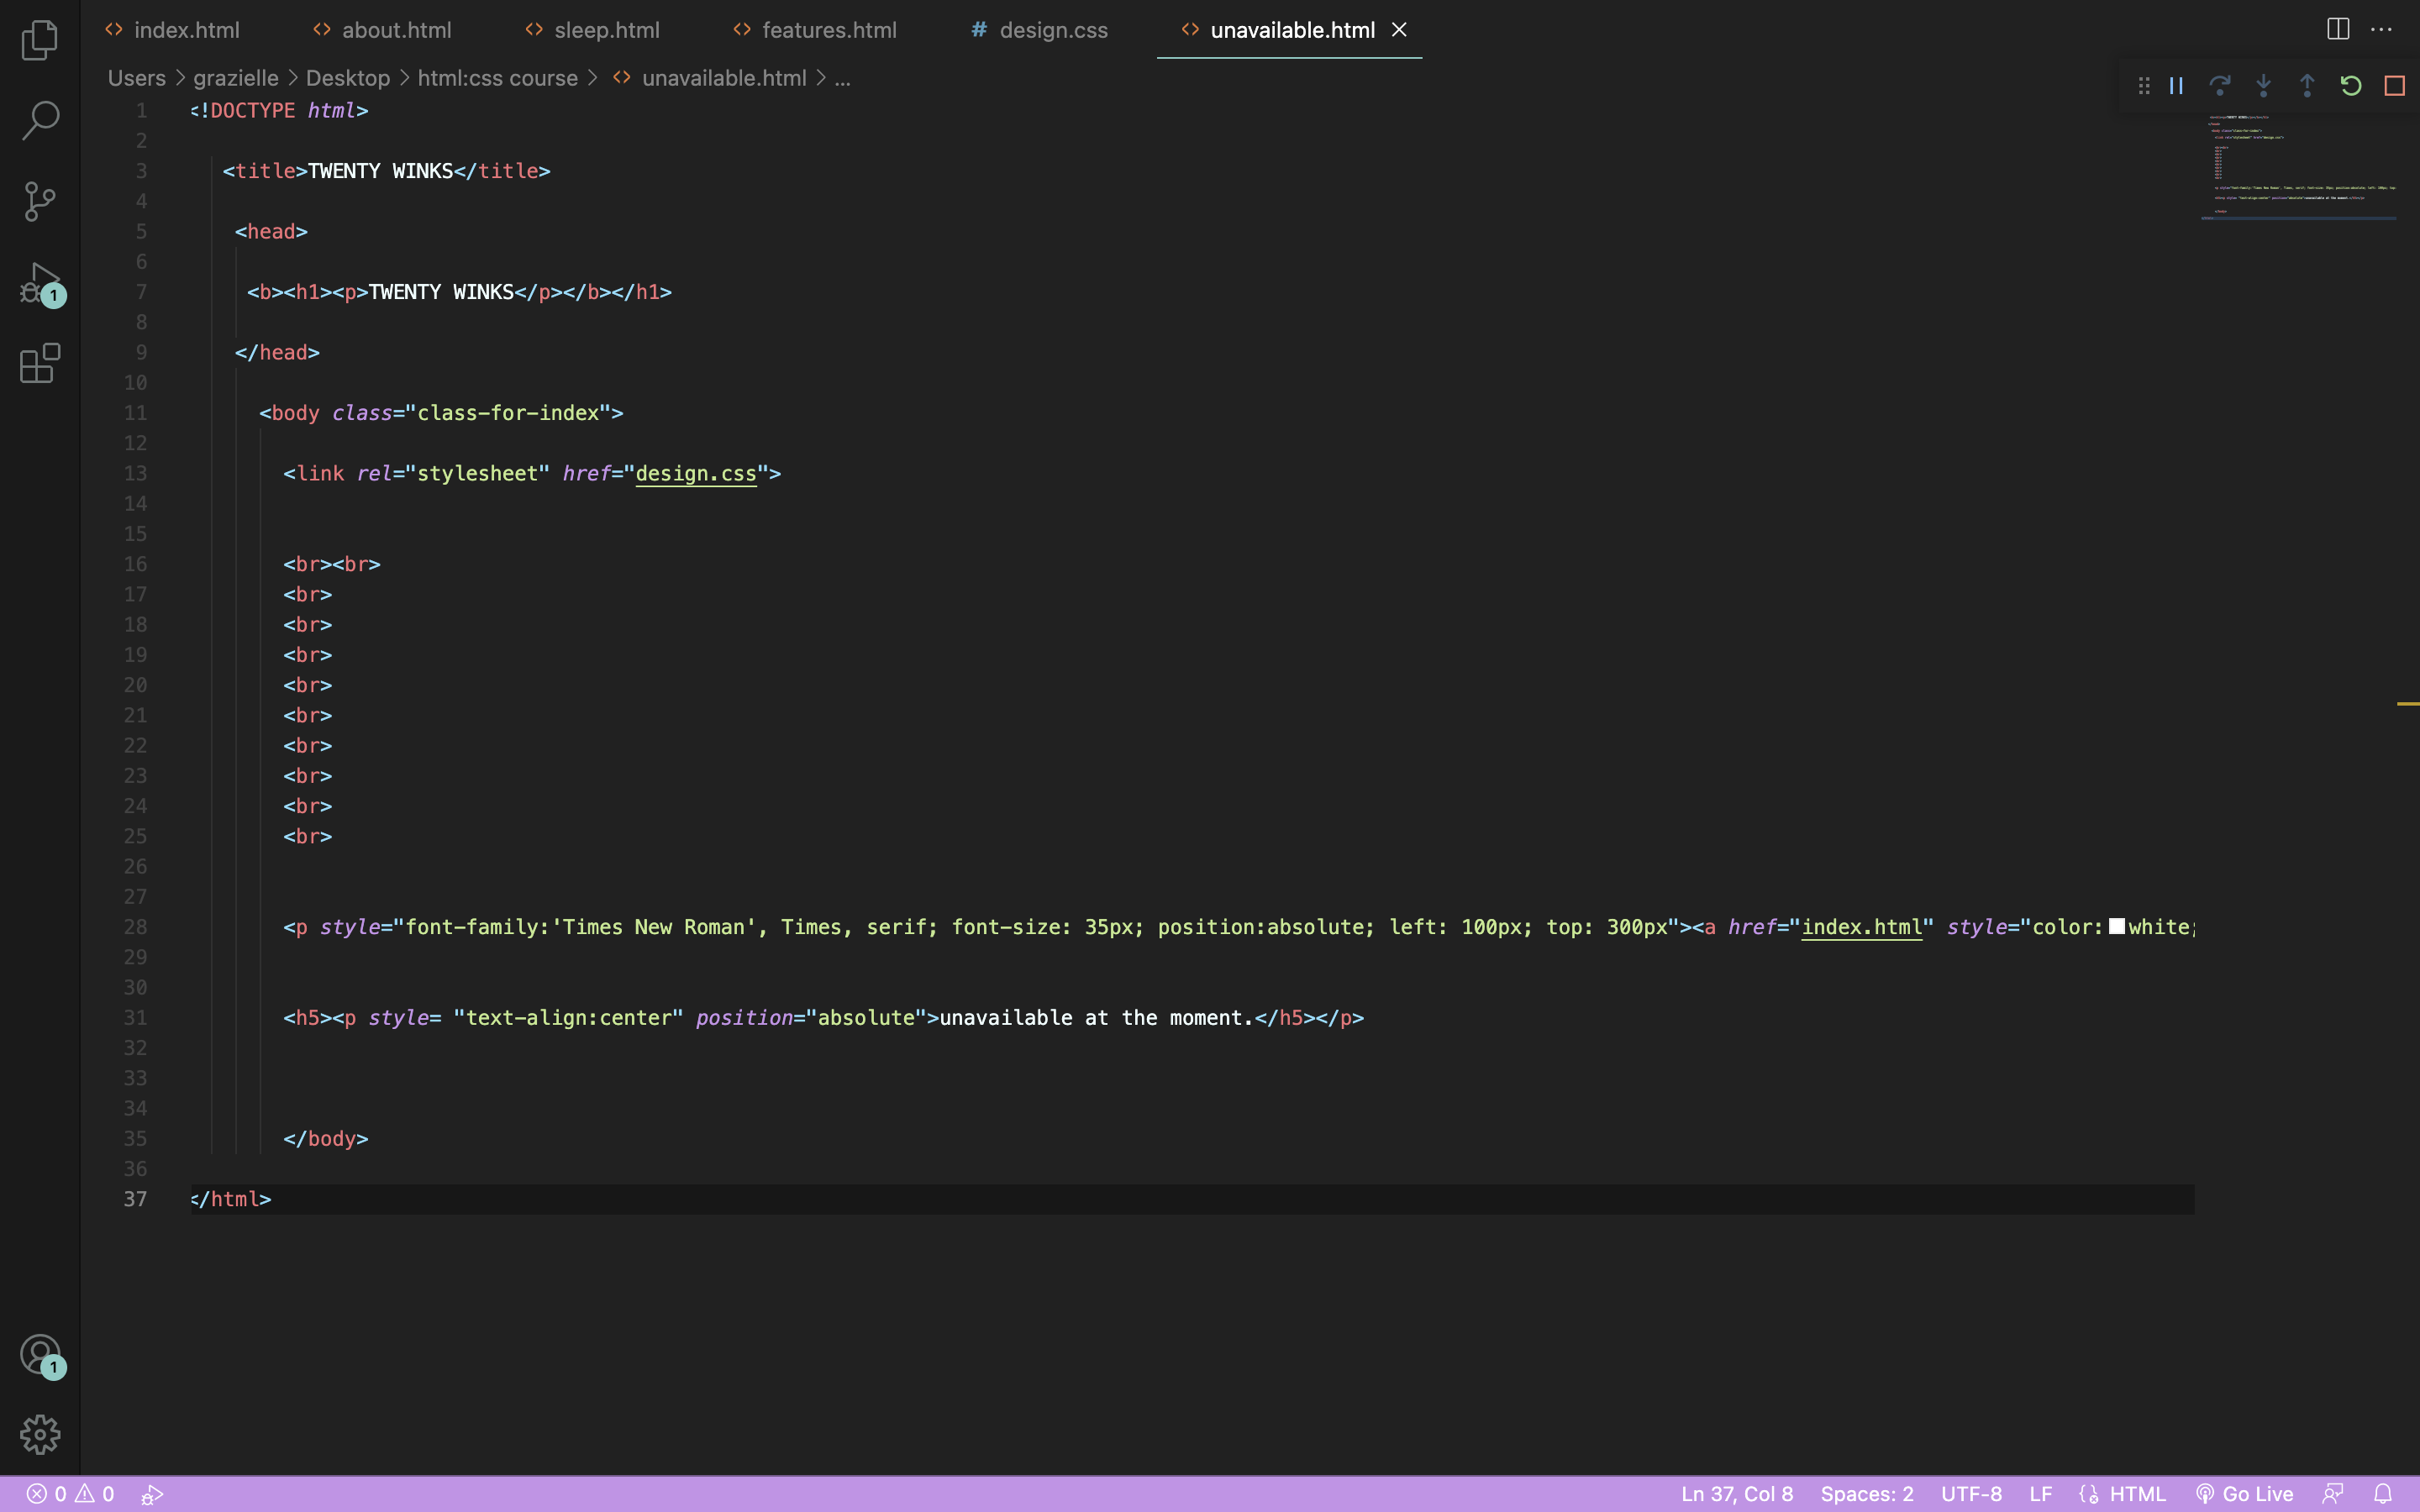 index.html about.html sleep.html features.html # design.css unavailable.html
Users > grazielle > Desktop > html:css course > unavailable.html > ...
1 <!DOCTYPE html>
2
3 <title>TWENTY WINKS</title>
4
5 <head>
6
7 <b><h1><p>TWENTY WINKS</p></b></h1>
8
9 </head>
10
11 <body class="class-for-index">
12
13 <link rel="stylesheet" href="design.css">
14
15
16 <br><br>
17 <br>
18 <br>
19 <br>
20 <br>
21 <br>
22 <br>
23 <br>
24 <br>
25 <br>
26
27
28 <p style="font-family:'Times New Roman', Times, serif; font-size: 35px; position:absolute; left: 100px; top: 300px"><a href="index.html" style="color:white;
29
30
31 <h5><p style= "text-align:center" position="absolute">unavailable at the moment.</h5></p>
32
33
34
35 </body>
36
37 </html>
1
1
0 0 Ln 37, Col 8 Spaces: 2 UTF-8 LF HTML Go Live